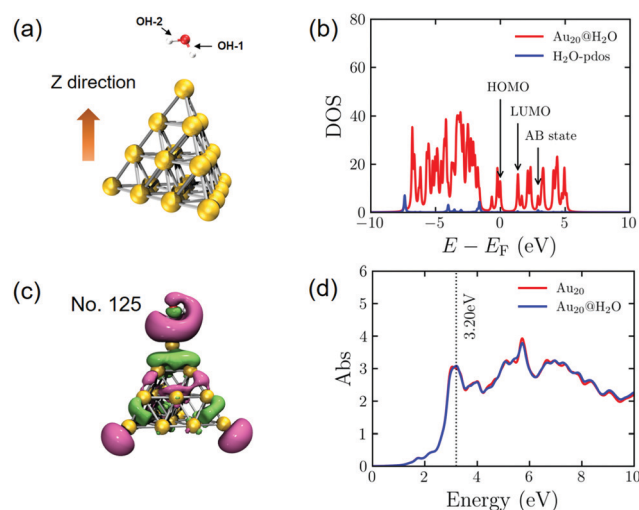 (a)
OH-2
OH-1
Z direction
(b)
80
60
40
20
0
DOS
Au₂₀@H₂O
H₂O-pdos
HOMO
LUMO
AB state
−10
−5
0
5
10
E − E_F (eV)
(c)
No. 125
(d)
6
5
4
3
2
1
0
Abs
Au₂₀
Au₂₀@H₂O
3.20eV
0
2
4
6
8
10
Energy (eV)